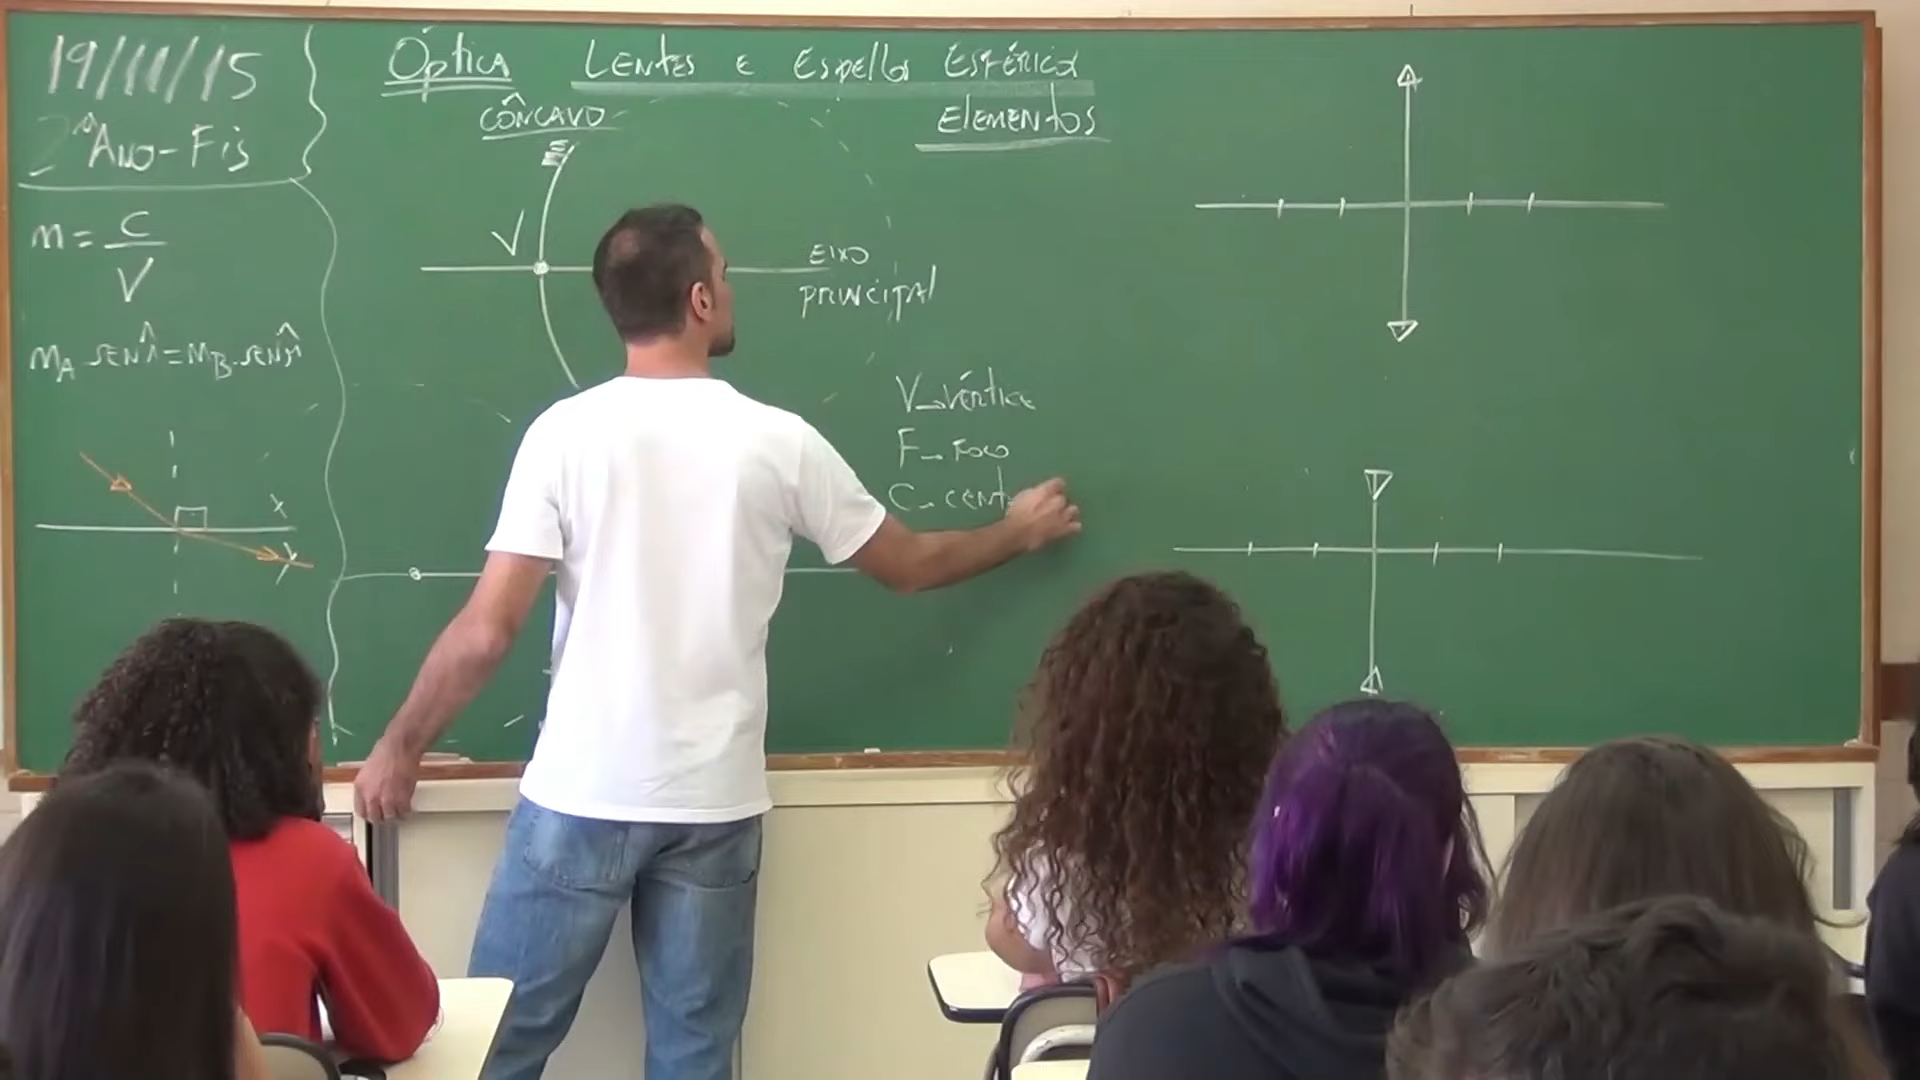 19/11/15
2º Ano - Fis
n = c
V
nA . sen î = nB . sen r̂
x
y
Óptica Lentes e Espelhos Esféricos
Côncavo
Elementos
E
V
Eixo
principal
V → vértice
F → Foco
C → cent